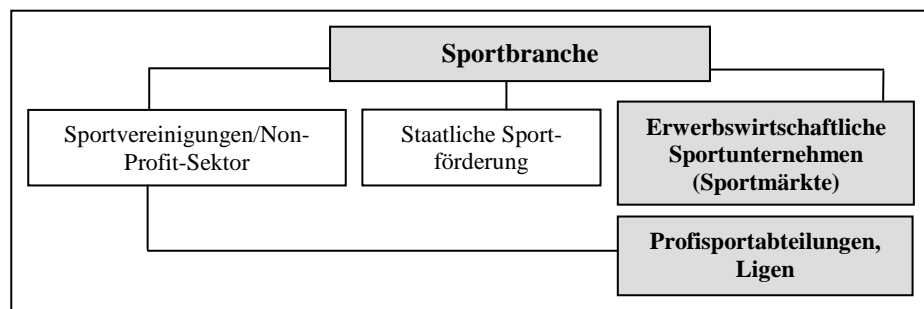 Sportbranche
Sportvereinigungen/Non-
Profit-Sektor
Staatliche Sport-
förderung
Erwerbswirtschaftliche
Sportunternehmen
(Sportmärkte)
Profisportabteilungen,
Ligen